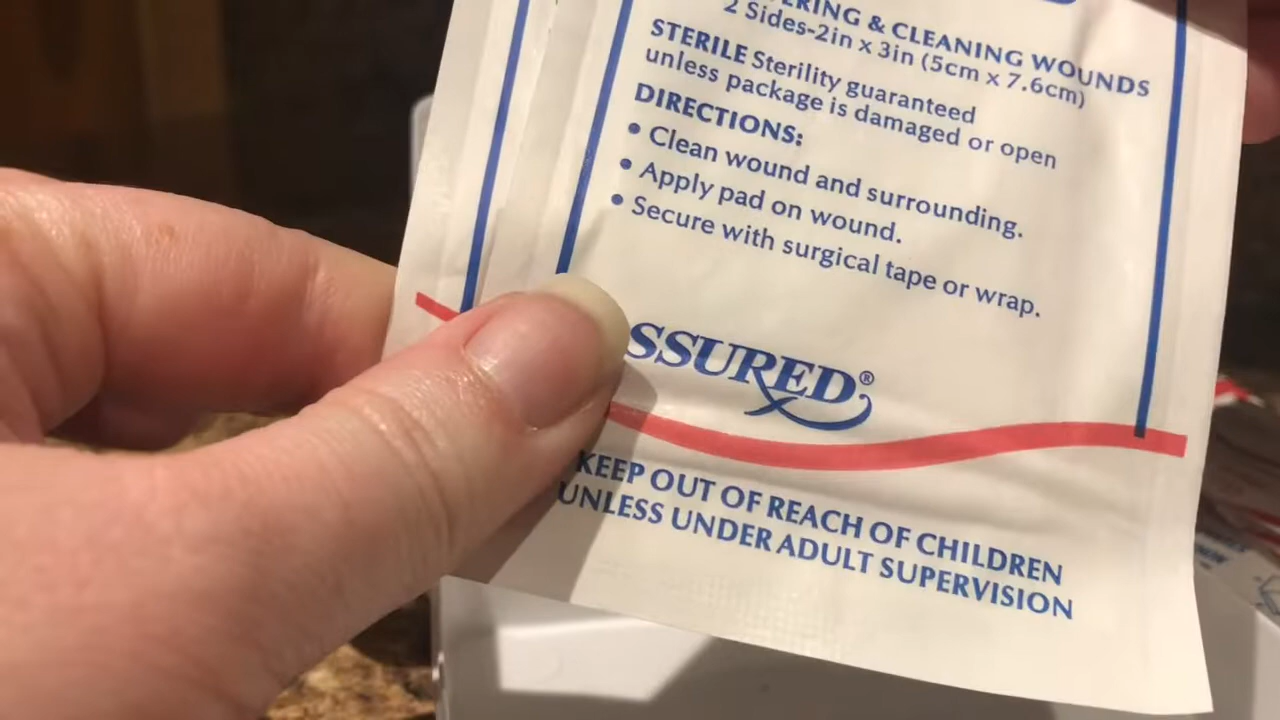 & CLEANING WOUNDS
2 Sides-2in x 3in (5cm x 7.6cm)
STERILE Sterility guaranteed
unless package is damaged or open
DIRECTIONS:
• Clean wound and surrounding.
• Apply pad on wound.
• Secure with surgical tape or wrap.
SSURED®
KEEP OUT OF REACH OF CHILDREN
UNLESS UNDER ADULT SUPERVISION